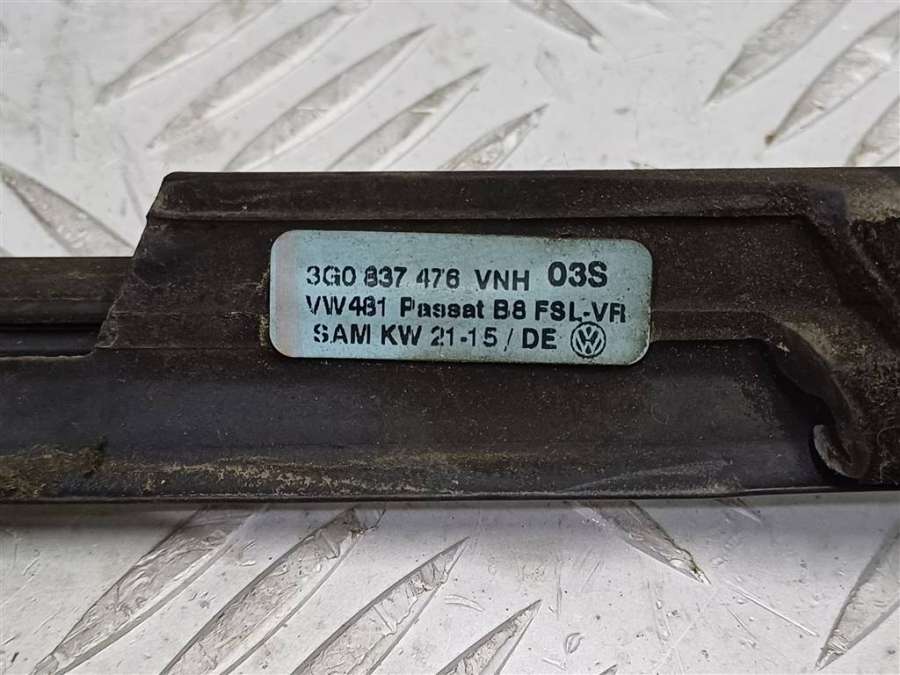 3G0 837 476 VNH 03S
VW481 Passat B8 FSL-VR
SAM KW 21-15 / DE